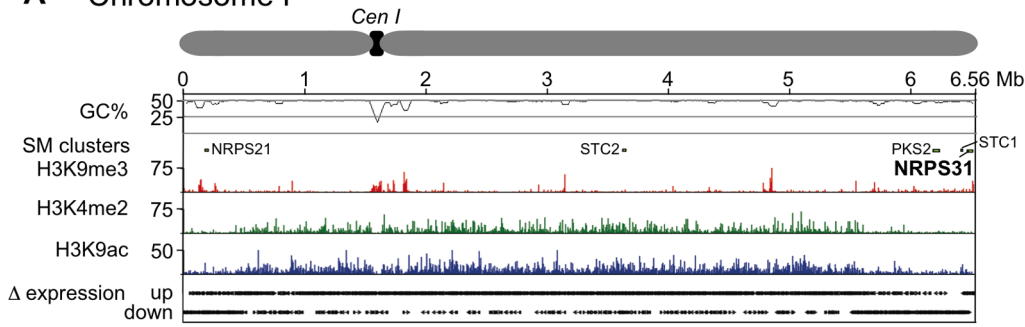 A Chromosome I
Cen I
0 1 2 3 4 5 6 6.56 Mb
GC% 50
25
SM clusters NRPS21 STC2 PKS2 STC1
NRPS31
H3K9me3 75
H3K4me2 75
H3K9ac 50
Δ expression up
down